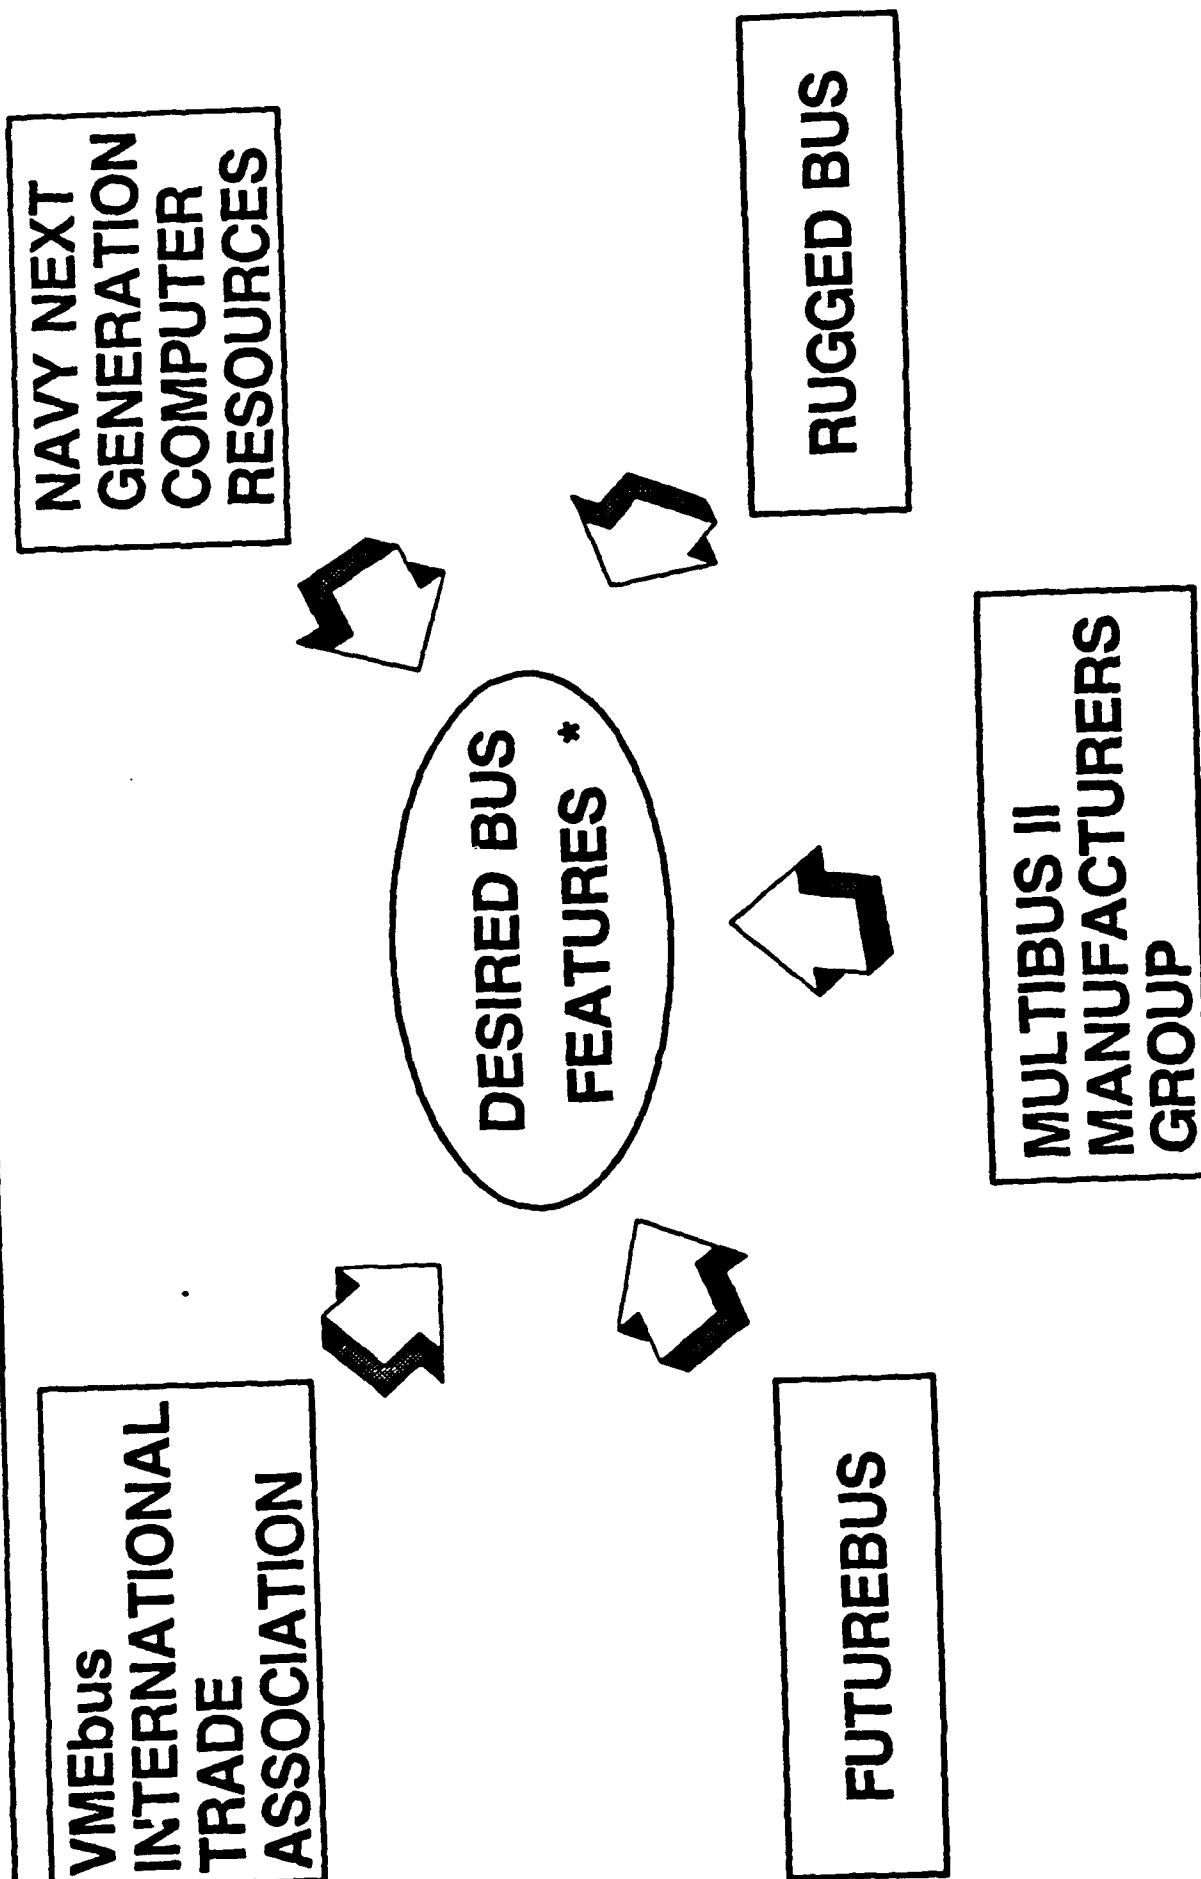 VMEbus
INTERNATIONAL
TRADE
ASSOCIATION
NAVY NEXT
GENERATION
COMPUTER
RESOURCES
DESIRED BUS
FEATURES *
FUTUREBUS
RUGGED BUS
MULTIBUS II
MANUFACTURERS
GROUP